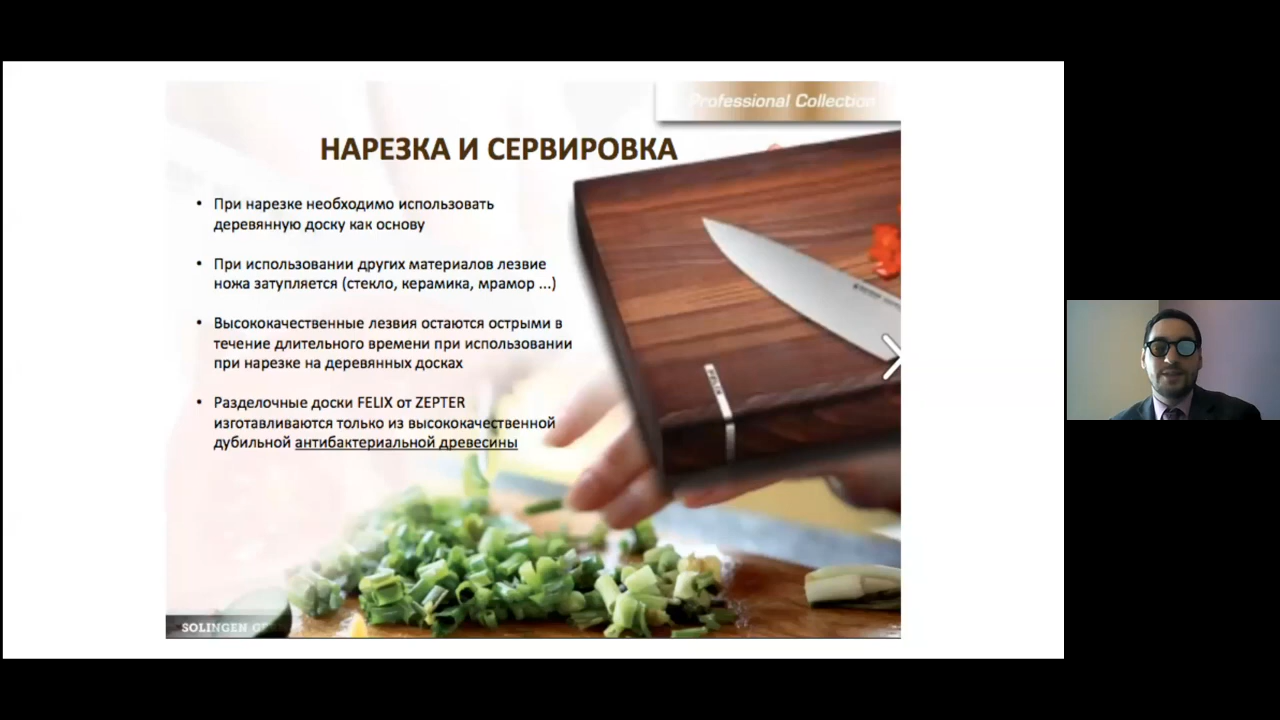 Professional Collection
НАРЕЗКА И СЕРВИРОВКА
• При нарезке необходимо использовать
деревянную доску как основу
• При использовании других материалов лезвие
ножа затупляется (стекло, керамика, мрамор ...)
• Высококачественные лезвия остаются острыми в
течение длительного времени при использовании
при нарезке на деревянных досках
• Разделочные доски FELIX от ZEPTER
изготавливаются только из высококачественной
дубильной антибактериальной древесины
FELIX
SOLINGEN